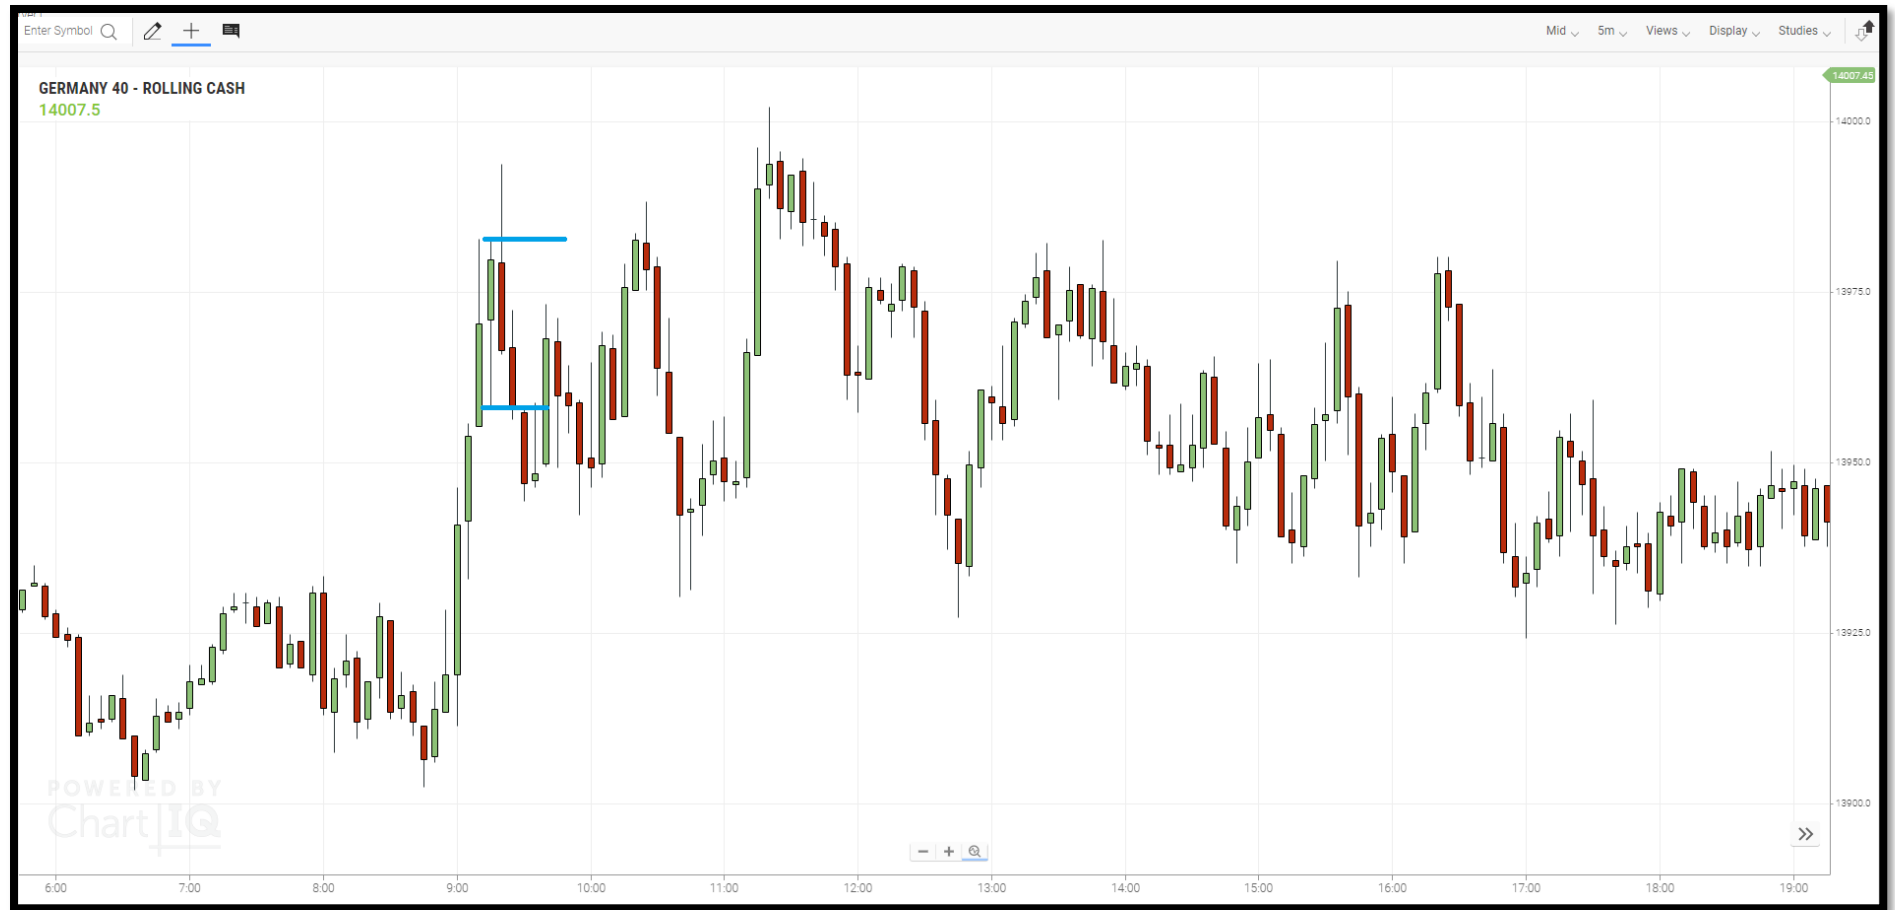 Enter Symbol
Mid 5m Views Display Studies
GERMANY 40 - ROLLING CASH
14007.5
14007.45
14000.0
13975.0
13950.0
13925.0
13900.0
POWERED BY
Chart IQ
6:00 7:00 8:00 9:00 10:00 11:00 12:00 13:00 14:00 15:00 16:00 17:00 18:00 19:00